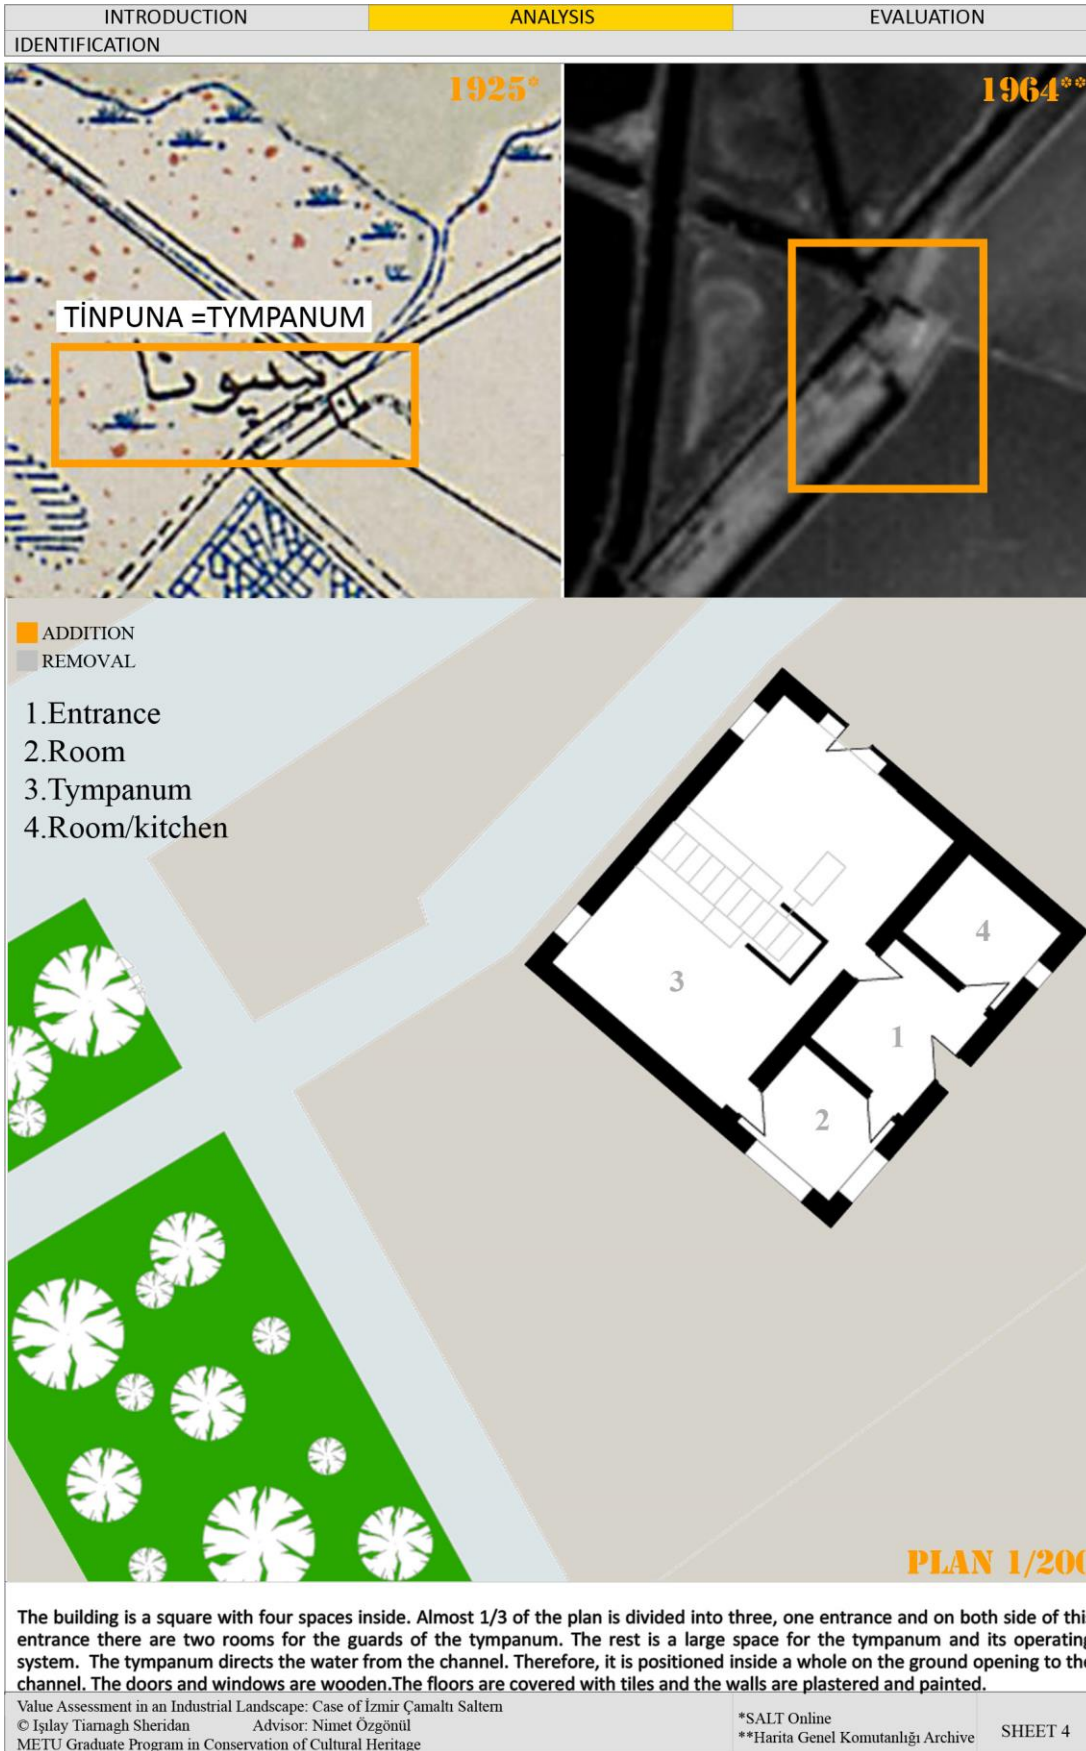 INTRODUCTION
ANALYSIS
EVALUATION
IDENTIFICATION
1925*
1964**
TİNPUNA =TYMPANUM
ADDITION
REMOVAL
1.Entrance
2.Room
3.Tympanum
4.Room/kitchen
4
3
1
2
PLAN 1/200
The building is a square with four spaces inside. Almost 1/3 of the plan is divided into three, one entrance and on both side of this
entrance there are two rooms for the guards of the tympanum. The rest is a large space for the tympanum and its operating
system. The tympanum directs the water from the channel. Therefore, it is positioned inside a whole on the ground opening to the
channel. The doors and windows are wooden.The floors are covered with tiles and the walls are plastered and painted.
Value Assessment in an Industrial Landscape: Case of İzmir Çamaltı Saltern
© Işılay Tiarnagh Sheridan Advisor: Nimet Özgönül
METU Graduate Program in Conservation of Cultural Heritage
*SALT Online
**Harita Genel Komutanlığı Archive
SHEET 4